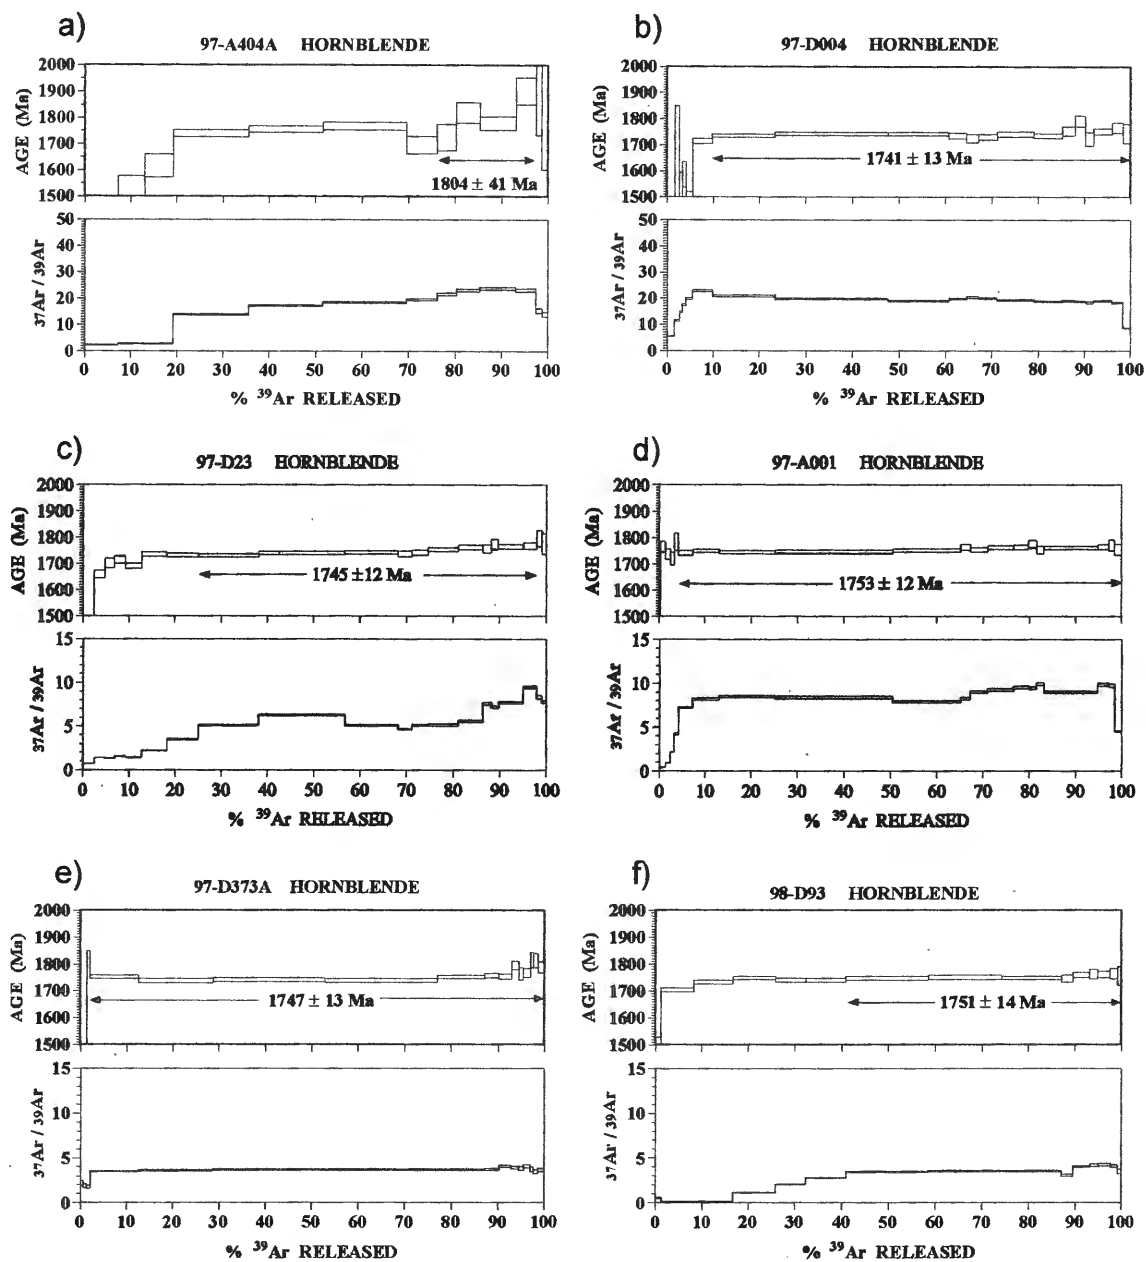 a)
97-A404A HORNBLENDE
AGE (Ma)
2000
1900
1800
1700
1600
1500
1804 ± 41 Ma
37Ar / 39Ar
50
40
30
20
10
0
0 10 20 30 40 50 60 70 80 90 100
% 39Ar RELEASED
b)
97-D004 HORNBLENDE
AGE (Ma)
2000
1900
1800
1700
1600
1500
1741 ± 13 Ma
37Ar / 39Ar
50
40
30
20
10
0
0 10 20 30 40 50 60 70 80 90 100
% 39Ar RELEASED
c)
97-D23 HORNBLENDE
AGE (Ma)
2000
1900
1800
1700
1600
1500
1745 ±12 Ma
37Ar / 39Ar
15
10
5
0
0 10 20 30 40 50 60 70 80 90 100
% 39Ar RELEASED
d)
97-A001 HORNBLENDE
AGE (Ma)
2000
1900
1800
1700
1600
1500
1753 ± 12 Ma
37Ar / 39Ar
15
10
5
0
0 10 20 30 40 50 60 70 80 90 100
% 39Ar RELEASED
e)
97-D373A HORNBLENDE
AGE (Ma)
2000
1900
1800
1700
1600
1500
1747 ± 13 Ma
37Ar / 39Ar
15
10
5
0
0 10 20 30 40 50 60 70 80 90 100
% 39Ar RELEASED
f)
98-D93 HORNBLENDE
AGE (Ma)
2000
1900
1800
1700
1600
1500
1751 ± 14 Ma
37Ar / 39Ar
15
10
5
0
0 10 20 30 40 50 60 70 80 90 100
% 39Ar RELEASED